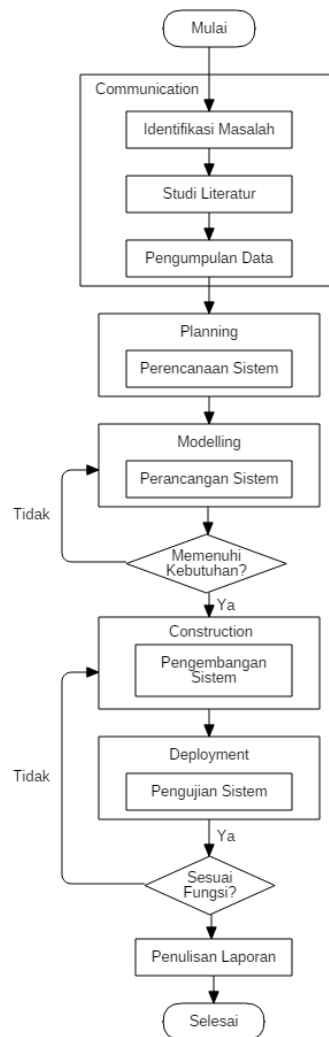 Mulai
Communication
Identifikasi Masalah
Studi Literatur
Pengumpulan Data
Planning
Perencanaan Sistem
Modelling
Perancangan Sistem
Tidak
Memenuhi
Kebutuhan?
Ya
Construction
Pengembangan
Sistem
Deployment
Tidak
Pengujian Sistem
Ya
Sesuai
Fungsi?
Penulisan Laporan
Selesai